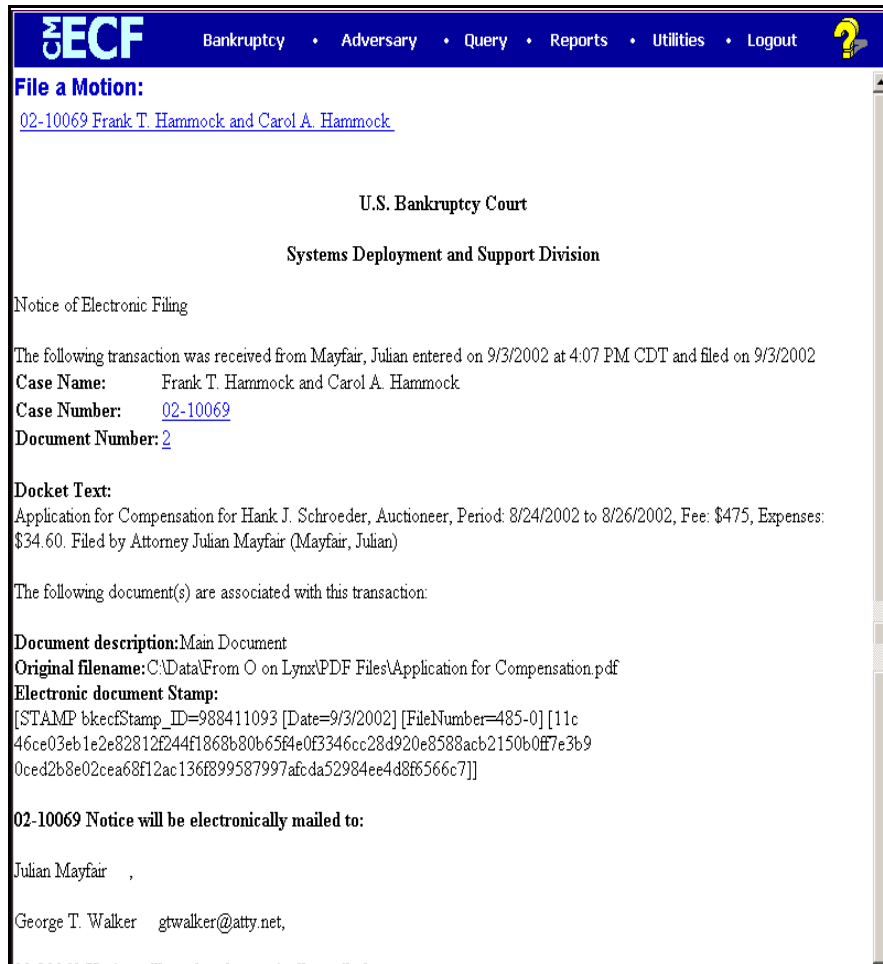 CM ECF Bankruptcy • Adversary • Query • Reports • Utilities • Logout ?
File a Motion:
02-10069 Frank T. Hammock and Carol A. Hammock
U.S. Bankruptcy Court
Systems Deployment and Support Division
Notice of Electronic Filing
The following transaction was received from Mayfair, Julian entered on 9/3/2002 at 4:07 PM CDT and filed on 9/3/2002
Case Name: Frank T. Hammock and Carol A. Hammock
Case Number: 02-10069
Document Number: 2
Docket Text:
Application for Compensation for Hank J. Schroeder, Auctioneer, Period: 8/24/2002 to 8/26/2002, Fee: $475, Expenses:
$34.60. Filed by Attorney Julian Mayfair (Mayfair, Julian)
The following document(s) are associated with this transaction:
Document description:Main Document
Original filename:C:\Data\From O on Lynx\PDF Files\Application for Compensation.pdf
Electronic document Stamp:
[STAMP bkecfStamp_ID=988411093 [Date=9/3/2002] [FileNumber=485-0] [11c
46ce03eb1e2e82812f244f1868b80b65f4e0f3346cc28d920e8588acb2150b0ff7e3b9
0ced2b8e02cea68f12ac136f899587997afcda52984ee4d8f6566c7]]
02-10069 Notice will be electronically mailed to:
Julian Mayfair ,
George T. Walker gtwalker@atty.net,